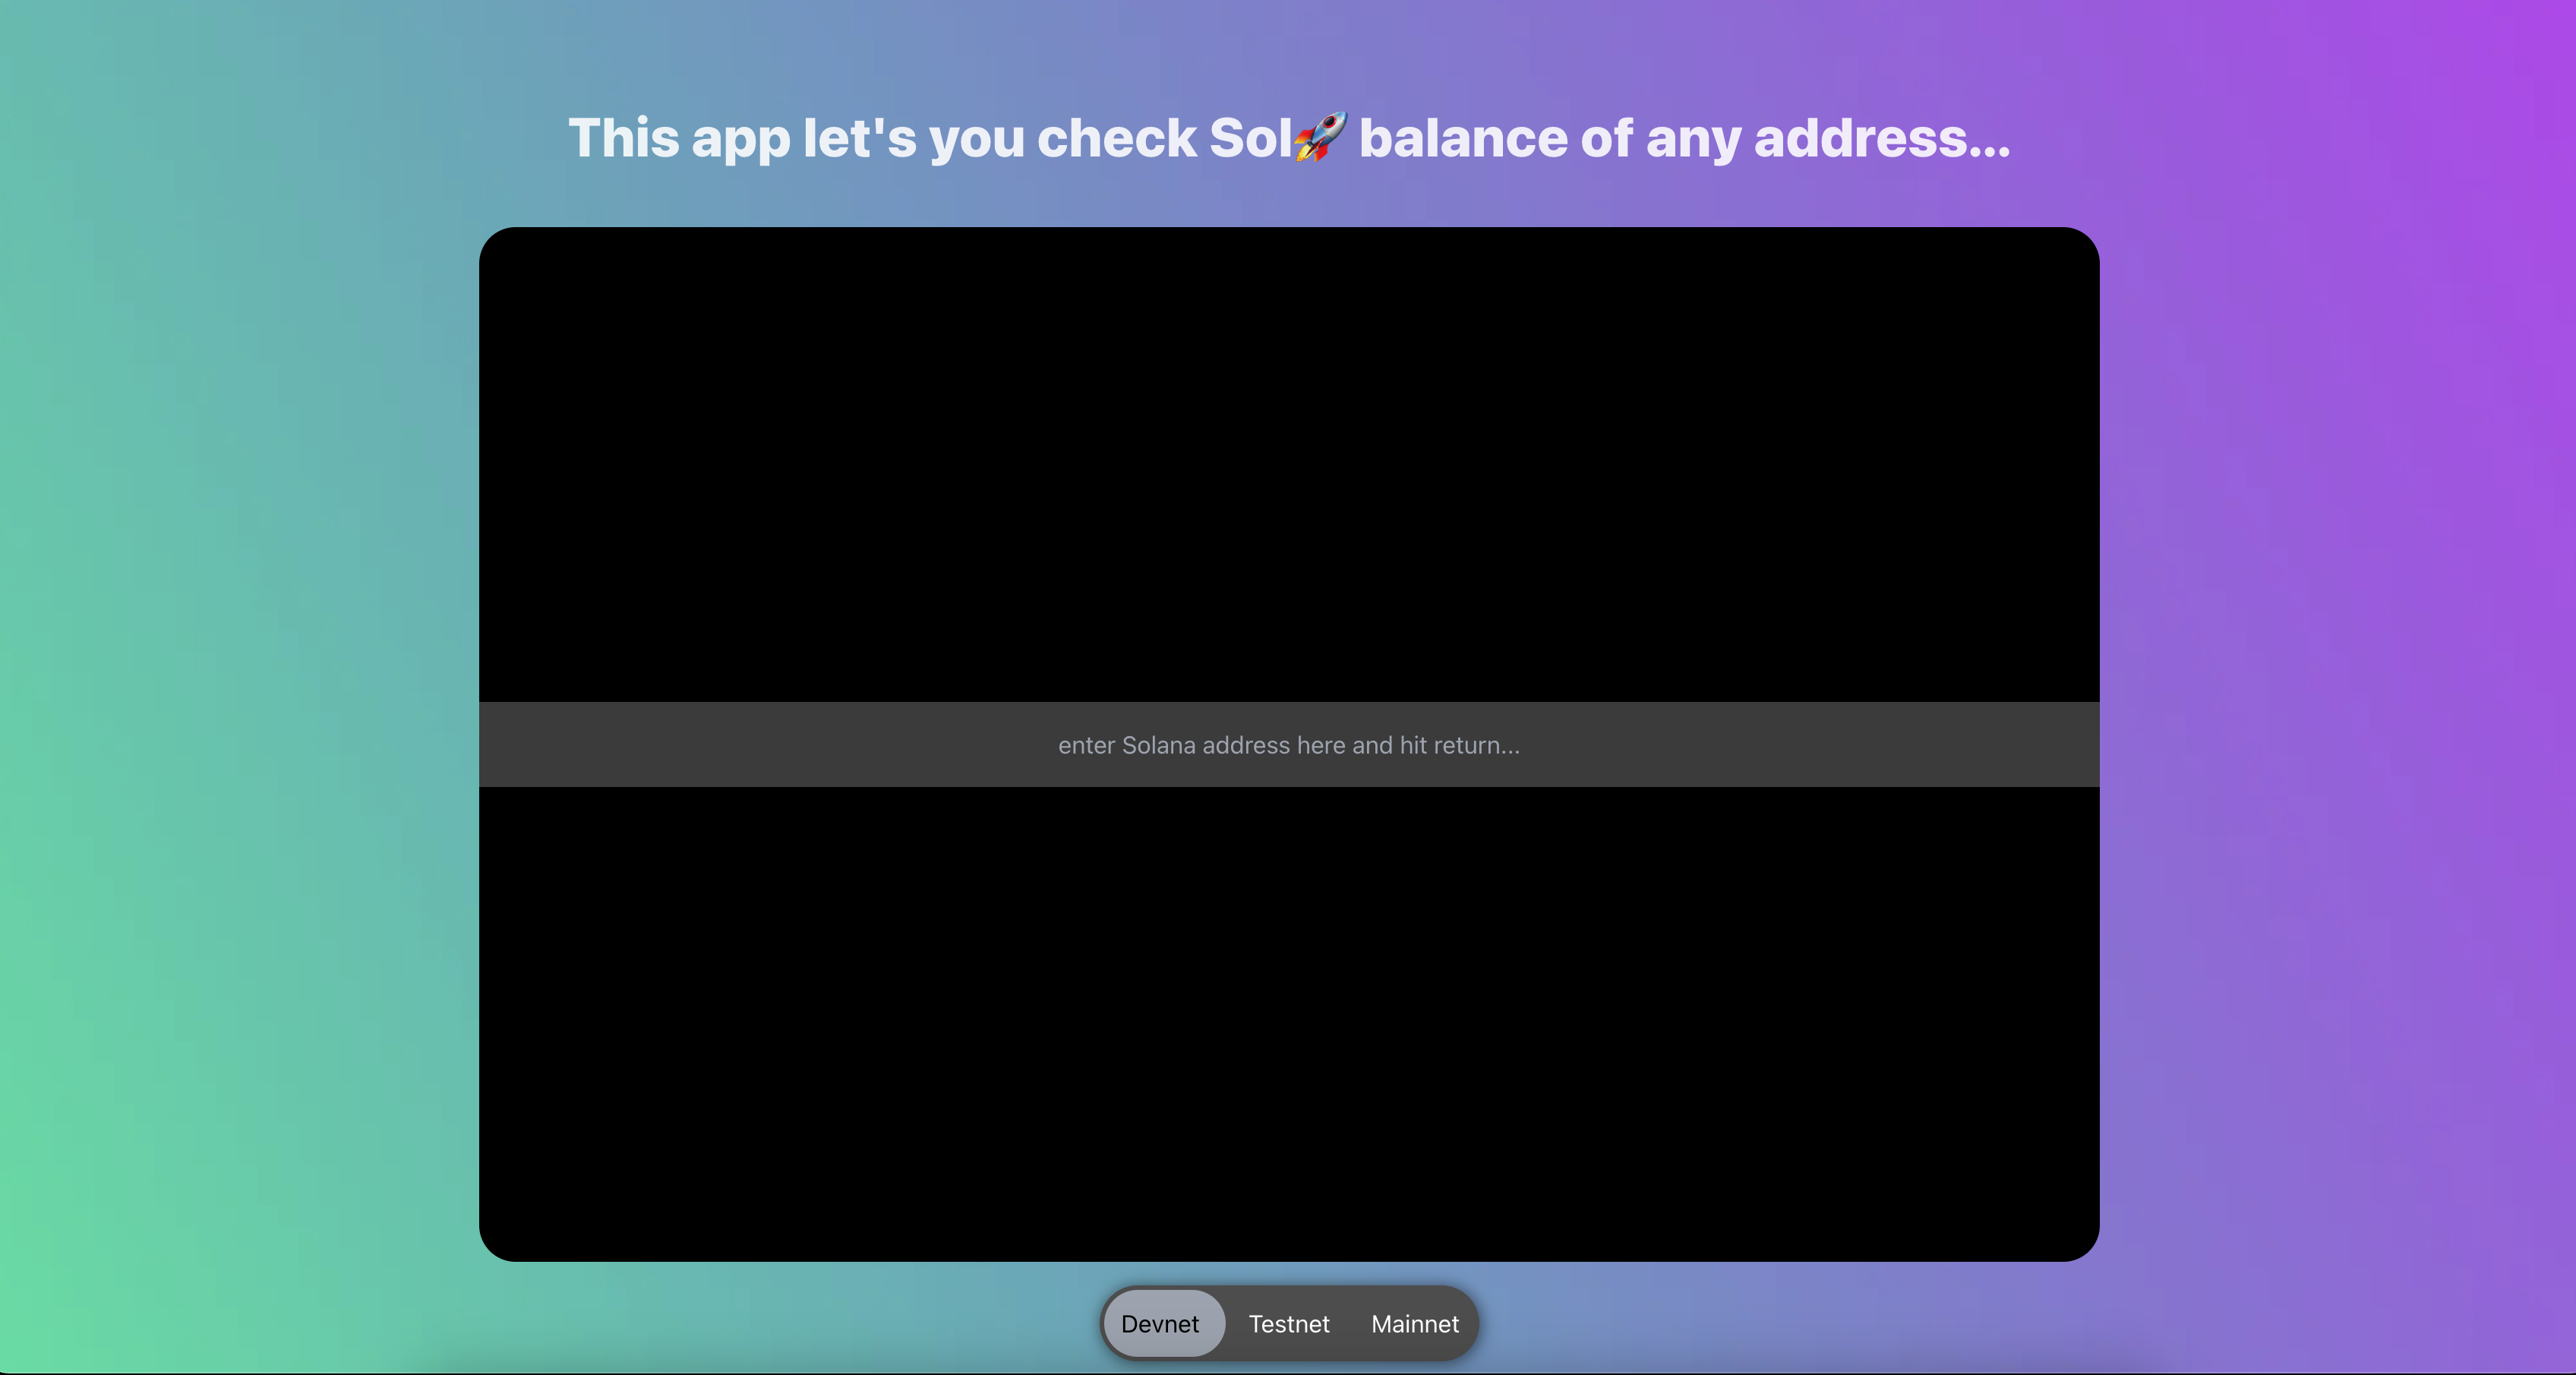 This app let's you check Sol🚀 balance of any address...
enter Solana address here and hit return...
Devnet Testnet Mainnet